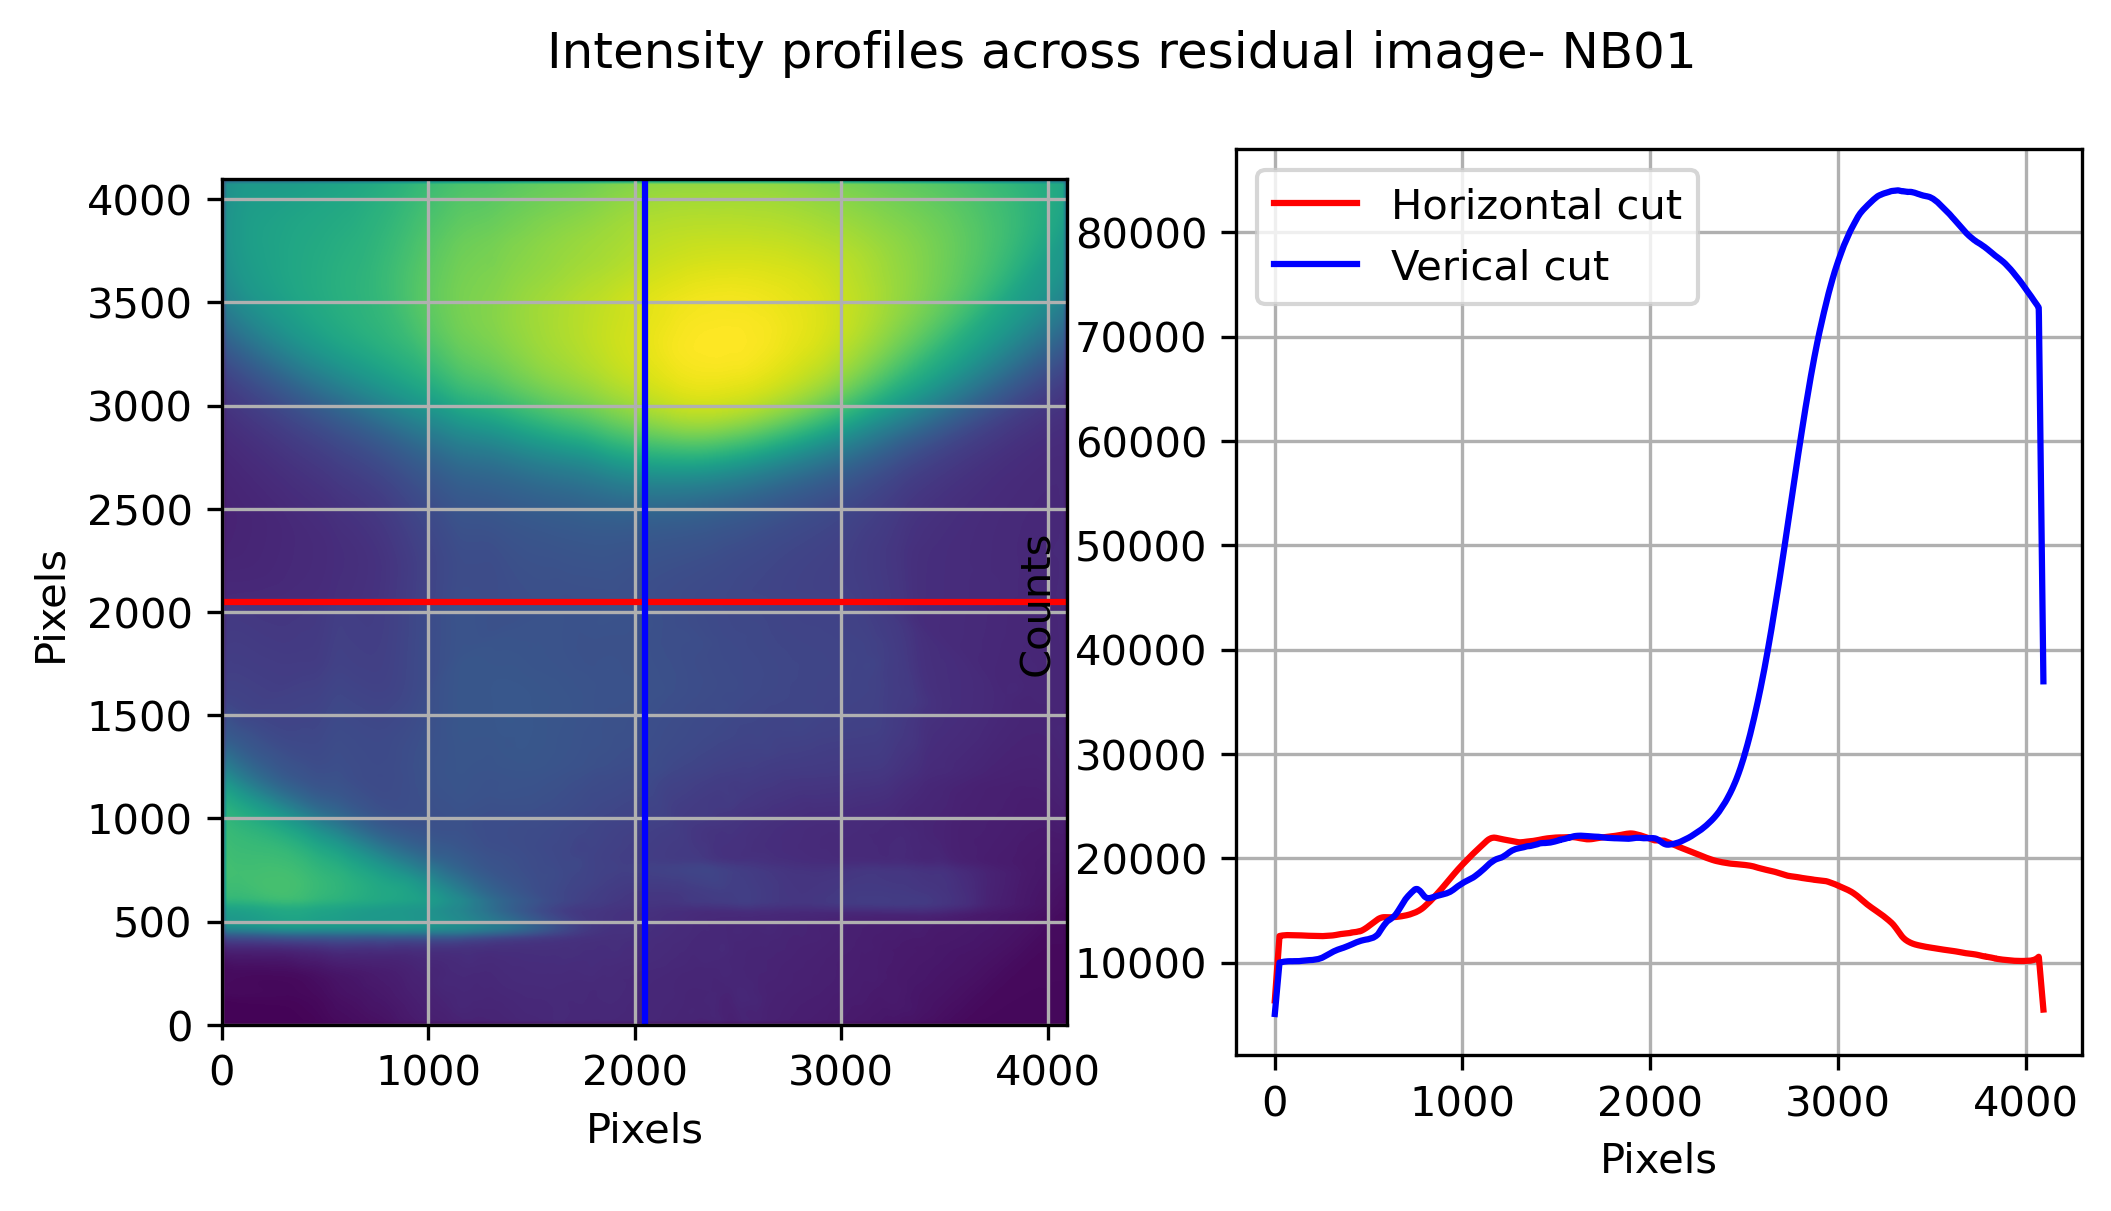 Intensity profiles across residual image- NB01
4000
3500
3000
2500
2000
1500
1000
500
0
Pixels
0 1000 2000 3000 4000
Pixels
80000
70000
60000
50000
40000
30000
20000
10000
Counts
Horizontal cut
Verical cut
0 1000 2000 3000 4000
Pixels